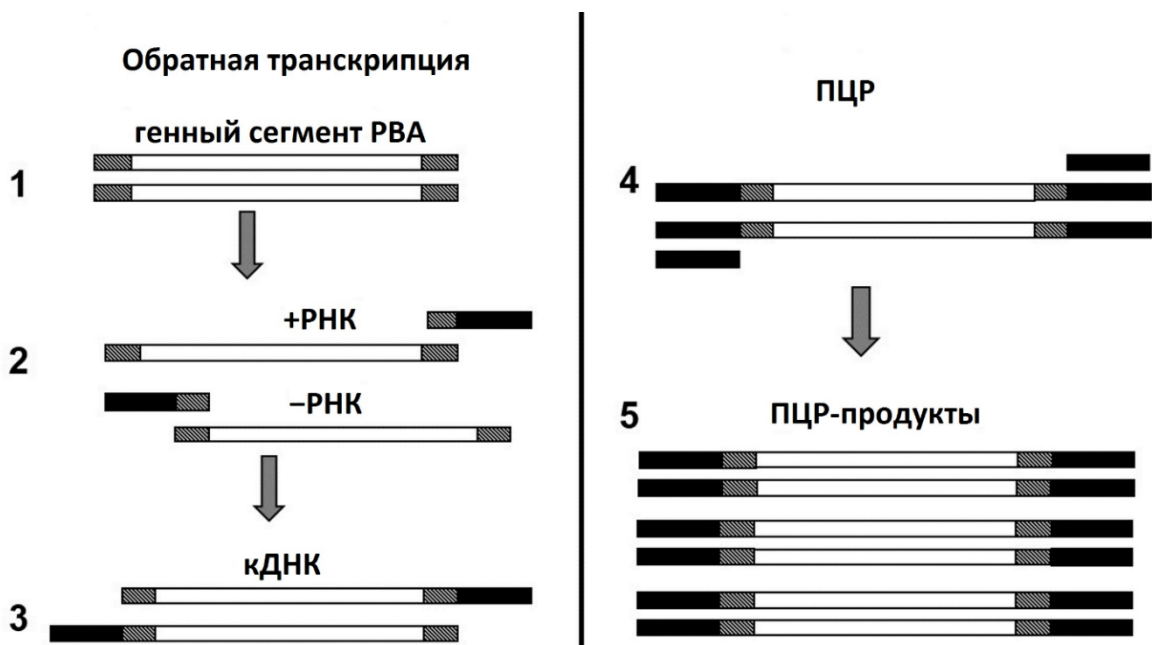 Обратная транскрипция
генный сегмент РВА
1
+РНК
2
−РНК
кДНК
3
ПЦР
4
5
ПЦР-продукты